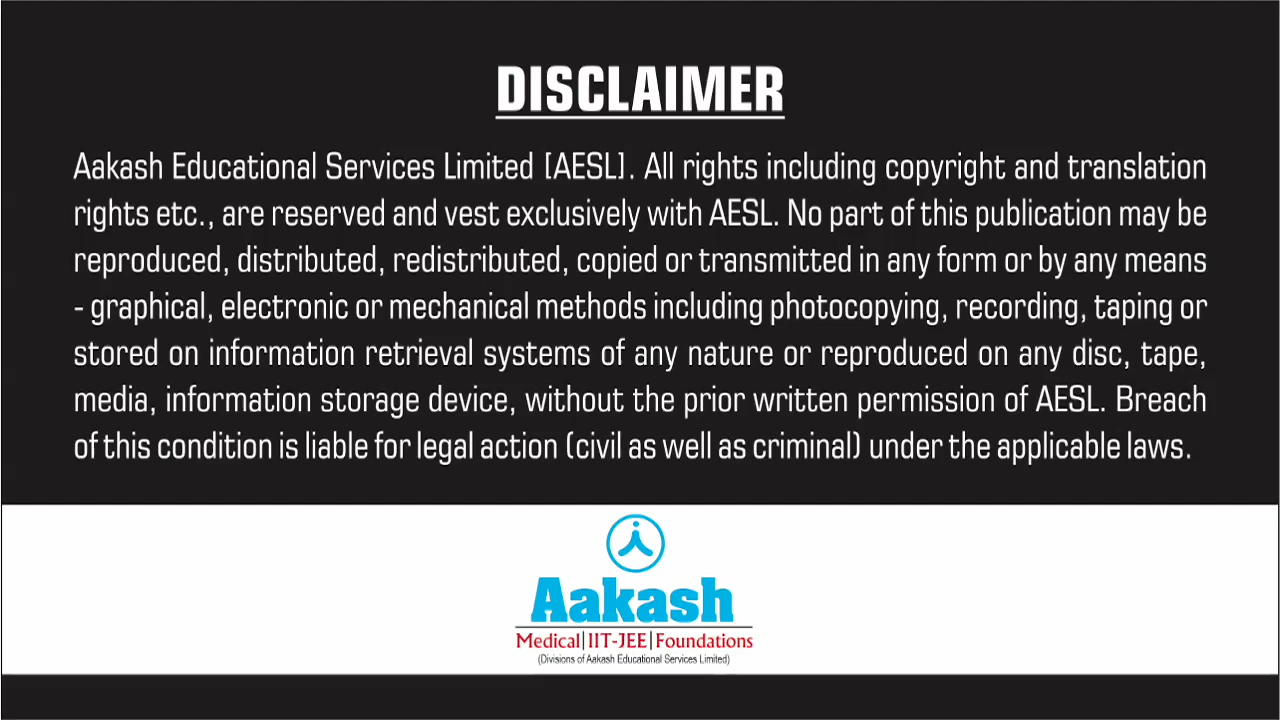 DISCLAIMER
Aakash Educational Services Limited [AESL]. All rights including copyright and translation
rights etc., are reserved and vest exclusively with AESL. No part of this publication may be
reproduced, distributed, redistributed, copied or transmitted in any form or by any means
- graphical, electronic or mechanical methods including photocopying, recording, taping or
stored on information retrieval systems of any nature or reproduced on any disc, tape,
media, information storage device, without the prior written permission of AESL. Breach
of this condition is liable for legal action (civil as well as criminal) under the applicable laws.
Aakash
Medical|IIT-JEE|Foundations
(Divisions of Aakash Educational Services Limited)